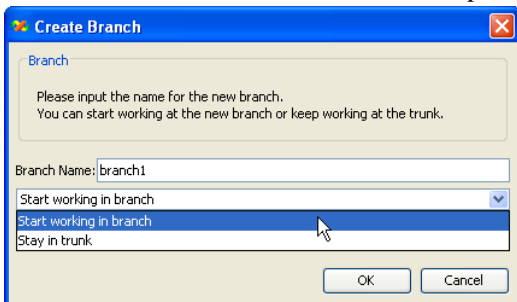 Create Branch
Branch
Please input the name for the new branch.
You can start working at the new branch or keep working at the trunk.
Branch Name: branch1
Start working in branch
Start working in branch
Stay in trunk
OK Cancel